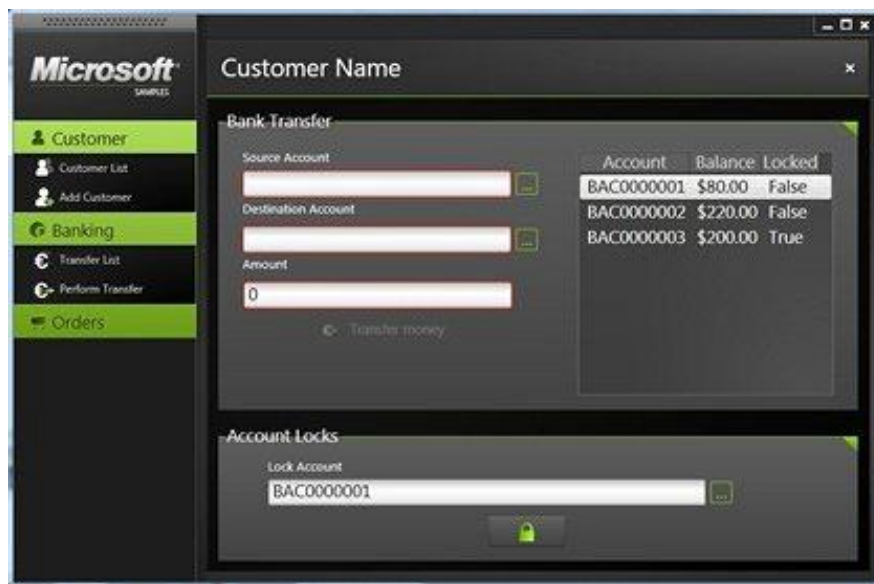 Microsoft
SAMPLES
Customer
Customer List
Add Customer
Banking
Transfer List
Perform Transfer
Orders
Customer Name
Bank Transfer
Source Account
...
Destination Account
...
Amount
0
Transfer money
Account Balance Locked
BAC0000001 $80.00 False
BAC0000002 $220.00 False
BAC0000003 $200.00 True
Account Locks
Lock Account
BAC0000001
...